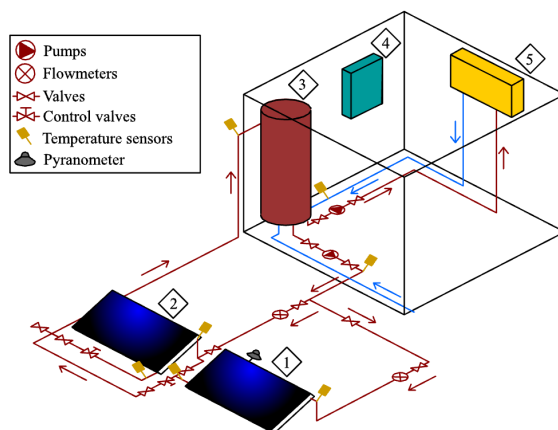 Pumps
Flowmeters
Valves
Control valves
Temperature sensors
Pyranometer
3
4
5
2
1